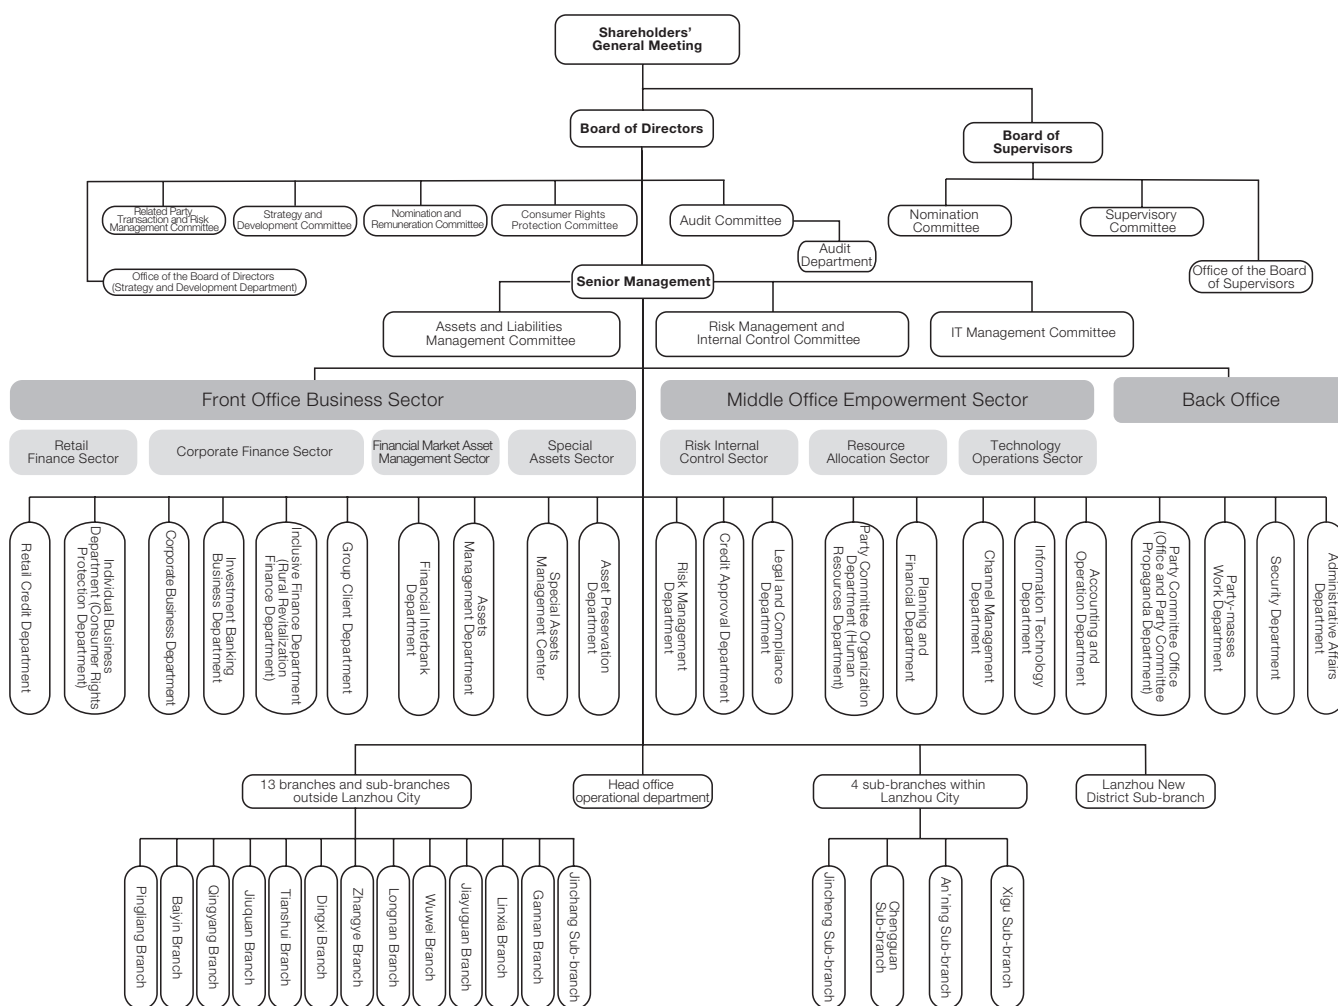 Shareholders'
General Meeting
Board of Directors
Board of
Supervisors
Related Party
Transaction and Risk
Management Committee
Strategy and
Development Committee
Nomination and
Remuneration Committee
Consumer Rights
Protection Committee
Audit Committee
Audit
Department
Nomination
Committee
Supervisory
Committee
Office of the Board of Directors
(Strategy and Development Department)
Office of the Board
of Supervisors
Senior Management
Assets and Liabilities
Management Committee
Risk Management and
Internal Control Committee
IT Management Committee
Front Office Business Sector
Middle Office Empowerment Sector
Back Office
Retail
Finance Sector
Corporate Finance Sector
Financial Market Asset
Management Sector
Special
Assets Sector
Risk Internal
Control Sector
Resource
Allocation Sector
Technology
Operations Sector
Retail Credit Department
Individual Business
Department (Consumer Rights
Protection Department)
Corporate Business Department
Investment Banking
Business Department
Inclusive Finance Department
(Rural Revitalization
Finance Department)
Group Client Department
Financial Interbank
Department
Assets
Management Department
Special Assets
Management Center
Asset Preservation
Department
Risk Management
Department
Credit Approval Department
Legal and Compliance
Department
Party Committee Organization
Department (Human
Resources Department)
Planning and
Financial Department
Channel Management
Department
Information Technology
Department
Accounting and
Operation Department
Party Committee Office
(Office and Party Committee
Propaganda Department)
Party-masses
Work Department
Security Department
Administrative Affairs
Department
13 branches and sub-branches
outside Lanzhou City
Head office
operational department
4 sub-branches within
Lanzhou City
Lanzhou New
District Sub-branch
Pingliang Branch
Baiyin Branch
Qingyang Branch
Jiuquan Branch
Tianshui Branch
Dingxi Branch
Zhangye Branch
Longnan Branch
Wuwei Branch
Jiayuguan Branch
Linxia Branch
Gannan Branch
Jinchang Sub-branch
Jincheng Sub-branch
Chengguan
Sub-branch
An'ning Sub-branch
Xigu Sub-branch